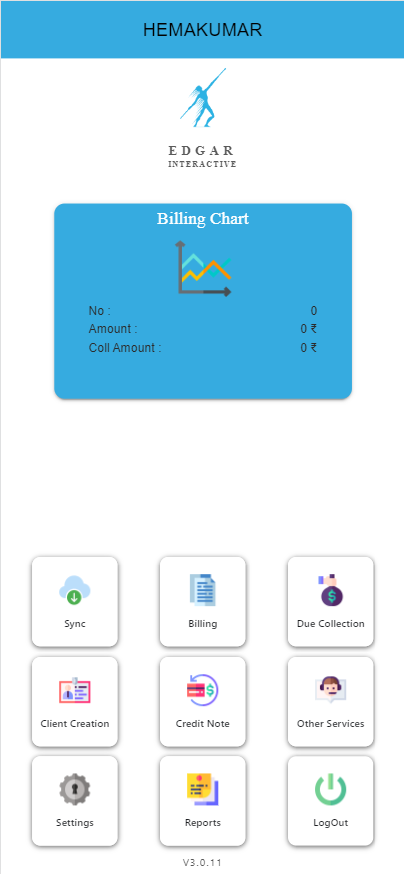 HEMAKUMAR
EDGAR
INTERACTIVE
Billing Chart
No : 0
Amount : 0 ₹
Coll Amount : 0 ₹
Sync Billing Due Collection
Client Creation Credit Note Other Services
Settings Reports LogOut
V3.0.11